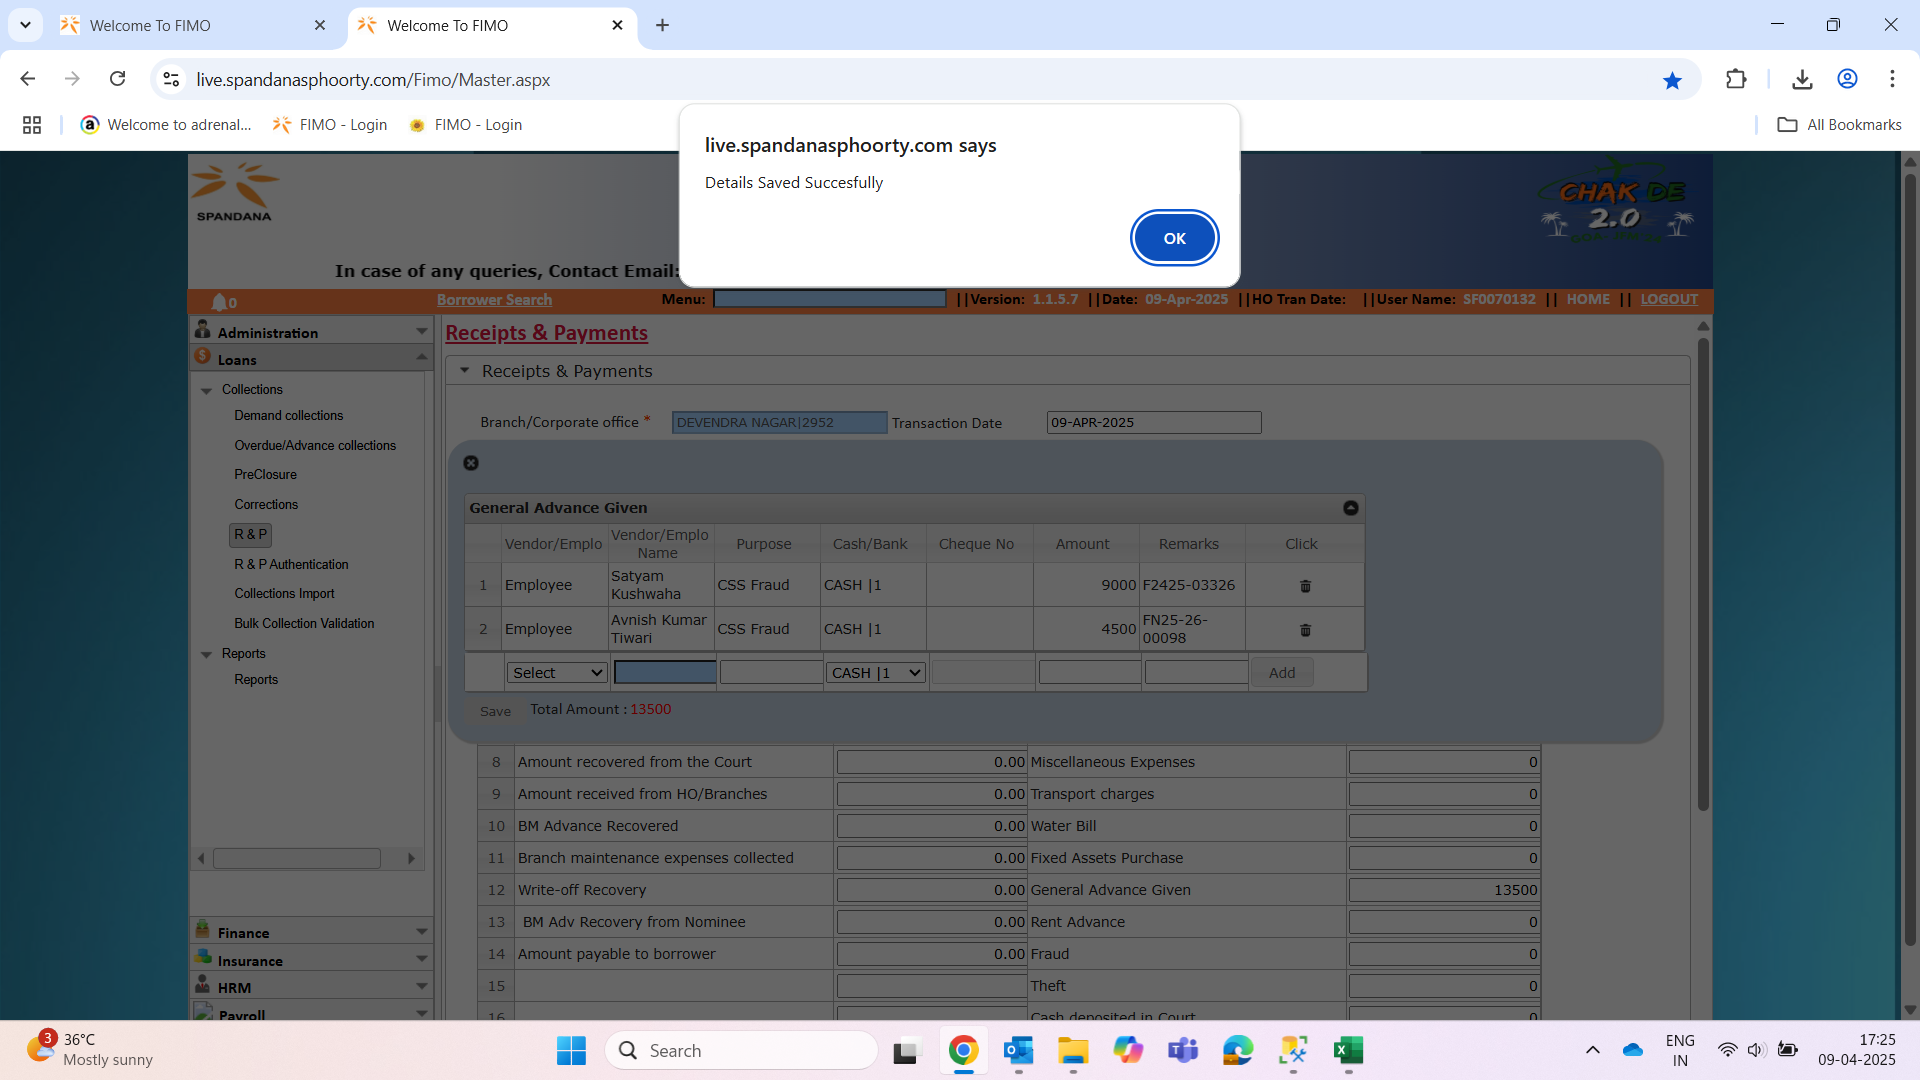 Welcome To FIMO
Welcome To FIMO
live.spandanasphoorty.com/Fimo/Master.aspx
Welcome to adrenal...
FIMO - Login
FIMO - Login
All Bookmarks
live.spandanasphoorty.com says
Details Saved Succesfully
OK
SPANDANA
CHAK DE
2.0
In case of any queries, Contact Email:
0
Borrower Search
Menu:
||Version: 1.1.5.7 ||Date: 09-Apr-2025 ||HO Tran Date: ||User Name: SF0070132 || HOME || LOGOUT
Administration
Loans
Collections
Demand collections
Overdue/Advance collections
PreClosure
Corrections
R & P
R & P Authentication
Collections Import
Bulk Collection Validation
Reports
Reports
Finance
Insurance
HRM
Payroll
Receipts & Payments
Receipts & Payments
Branch/Corporate office * DEVENDRA NAGAR|2952 Transaction Date 09-APR-2025
General Advance Given
Vendor/Emplo Vendor/Emplo Name Purpose Cash/Bank Cheque No Amount Remarks Click
1 Employee Satyam Kushwaha CSS Fraud CASH |1 9000 F2425-03326
2 Employee Avnish Kumar Tiwari CSS Fraud CASH |1 4500 FN25-26-00098
Select CASH |1 Add
Save Total Amount : 13500
8 Amount recovered from the Court 0.00 Miscellaneous Expenses 0
9 Amount received from HO/Branches 0.00 Transport charges 0
10 BM Advance Recovered 0.00 Water Bill 0
11 Branch maintenance expenses collected 0.00 Fixed Assets Purchase 0
12 Write-off Recovery 0.00 General Advance Given 13500
13 BM Adv Recovery from Nominee 0.00 Rent Advance 0
14 Amount payable to borrower 0.00 Fraud 0
15 Theft 0
16 Cash deposited in Court 0
3
36°C
Mostly sunny
Search
ENG
IN
17:25
09-04-2025